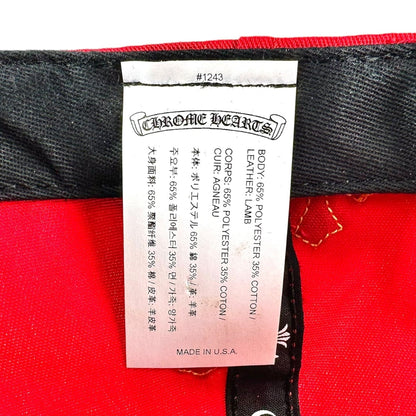 #1243
CHROME HEARTS
BODY: 65% POLYESTER 35% COTTON /
LEATHER: LAMB
CORPS: 65% POLYESTER 35% COTON /
CUIR: AGNEAU
本体: ポリエステル 65% 綿 35% / 革: 羊革
주요부: 65% 폴리에스터 35% 면 / 가죽: 양가죽
大身面料: 65% 聚酯纤维 35% 棉 / 皮革: 羊皮革
MADE IN U.S.A.